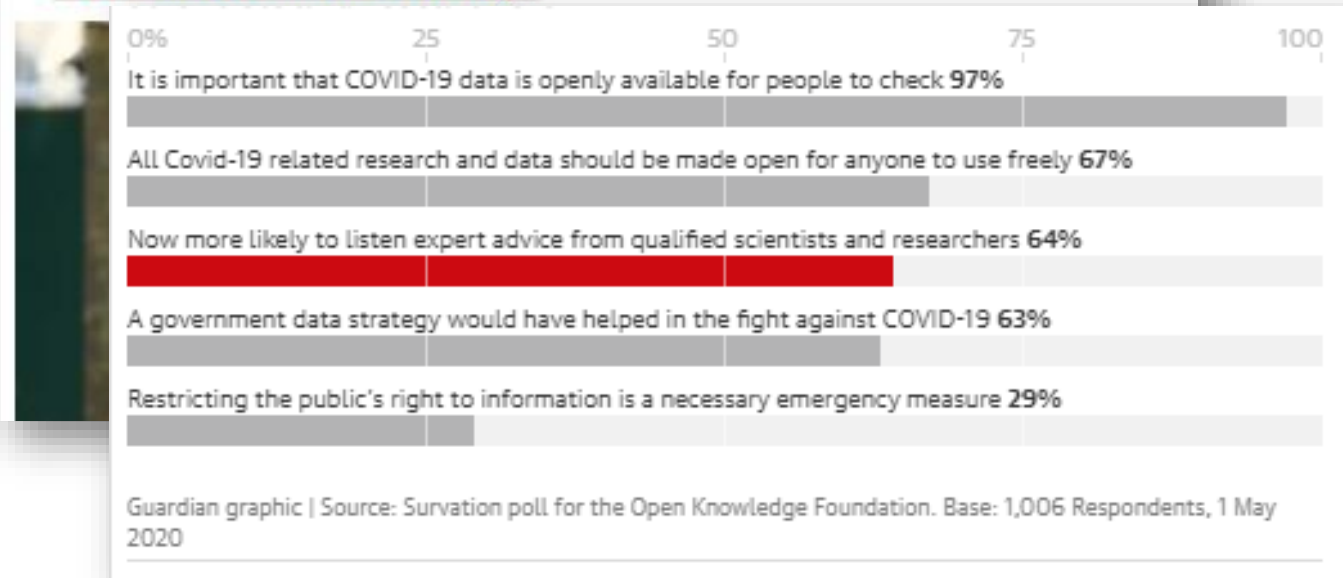 0% 25 50 75 100
It is important that COVID-19 data is openly available for people to check 97%
All Covid-19 related research and data should be made open for anyone to use freely 67%
Now more likely to listen expert advice from qualified scientists and researchers 64%
A government data strategy would have helped in the fight against COVID-19 63%
Restricting the public's right to information is a necessary emergency measure 29%
Guardian graphic | Source: Survation poll for the Open Knowledge Foundation. Base: 1,006 Respondents, 1 May
2020